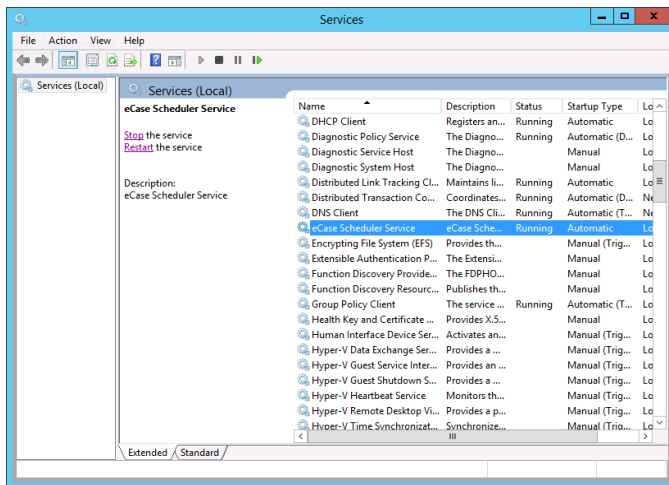 Services
File Action View Help
Services (Local)
Services (Local)
eCase Scheduler Service
Stop the service
Restart the service
Description:
eCase Scheduler Service
Name Description Status Startup Type Lo
DHCP Client Registers an... Running Automatic Lo
Diagnostic Policy Service The Diagno... Running Automatic (D... Lo
Diagnostic Service Host The Diagno... Manual Lo
Diagnostic System Host The Diagno... Manual Lo
Distributed Link Tracking Cl... Maintains li... Running Automatic Lo
Distributed Transaction Co... Coordinates... Running Automatic (D... Ne
DNS Client The DNS Cli... Running Automatic (T... Ne
eCase Scheduler Service eCase Sche... Running Automatic Lo
Encrypting File System (EFS) Provides th... Manual (Trig... Lo
Extensible Authentication P... The Extensi... Manual Lo
Function Discovery Provide... The FDPHO... Manual Lo
Function Discovery Resourc... Publishes th... Manual Lo
Group Policy Client The service ... Running Automatic (T... Lo
Health Key and Certificate ... Provides X.5... Manual Lo
Human Interface Device Ser... Activates an... Manual (Trig... Lo
Hyper-V Data Exchange Ser... Provides a ... Manual (Trig... Lo
Hyper-V Guest Service Inter... Provides an ... Manual (Trig... Lo
Hyper-V Guest Shutdown S... Provides a ... Manual (Trig... Lo
Hyper-V Heartbeat Service Monitors th... Manual (Trig... Lo
Hyper-V Remote Desktop Vi... Provides a p... Manual (Trig... Lo
Hyper-V Time Synchronizat... Synchronize... Manual (Trig... Lo
Extended Standard